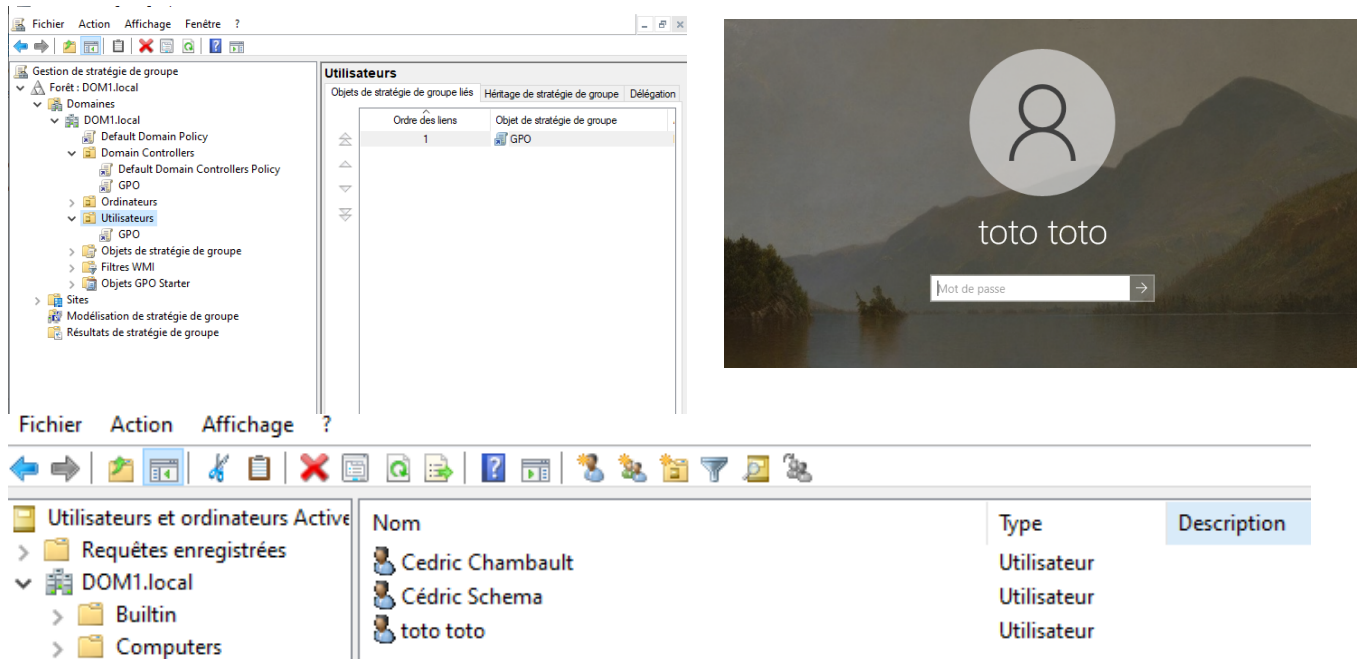 Fichier Action Affichage Fenêtre ?
Gestion de stratégie de groupe
Forêt : DOM1.local
Domaines
DOM1.local
Default Domain Policy
Domain Controllers
Default Domain Controllers Policy
GPO
Ordinateurs
Utilisateurs
GPO
Objets de stratégie de groupe
Filtres WMI
Objets GPO Starter
Sites
Modélisation de stratégie de groupe
Résultats de stratégie de groupe
Utilisateurs
Objets de stratégie de groupe liés Héritage de stratégie de groupe Délégation
Ordre des liens Objet de stratégie de groupe
1 GPO
toto toto
Mot de passe
Fichier Action Affichage ?
Utilisateurs et ordinateurs Active
Requêtes enregistrées
DOM1.local
Builtin
Computers
Nom Type Description
Cedric Chambault Utilisateur
Cédric Schema Utilisateur
toto toto Utilisateur